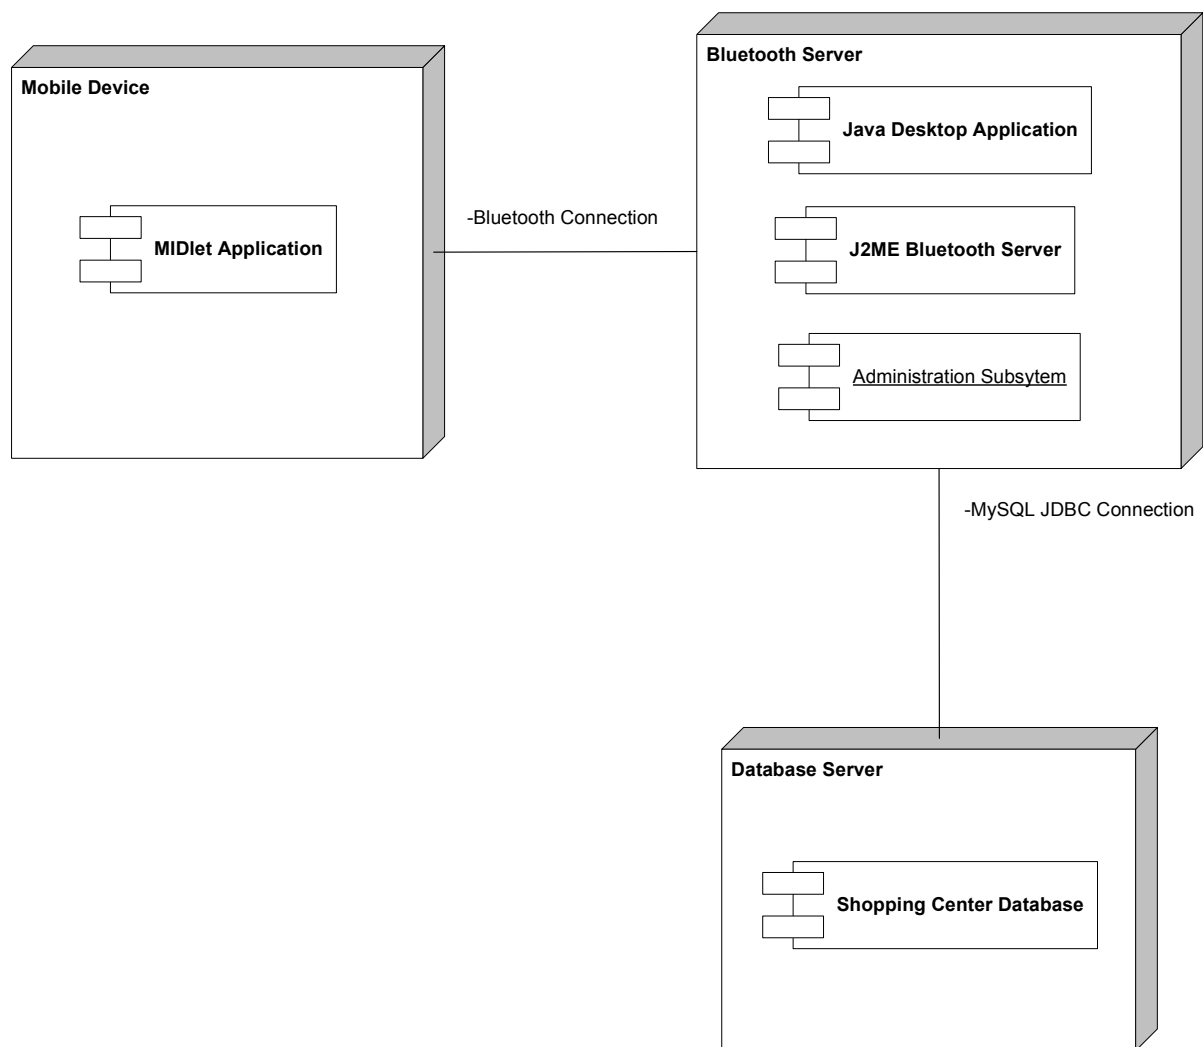 Mobile Device
MIDlet Application
-Bluetooth Connection
Bluetooth Server
Java Desktop Application
J2ME Bluetooth Server
Administration Subsytem
-MySQL JDBC Connection
Database Server
Shopping Center Database